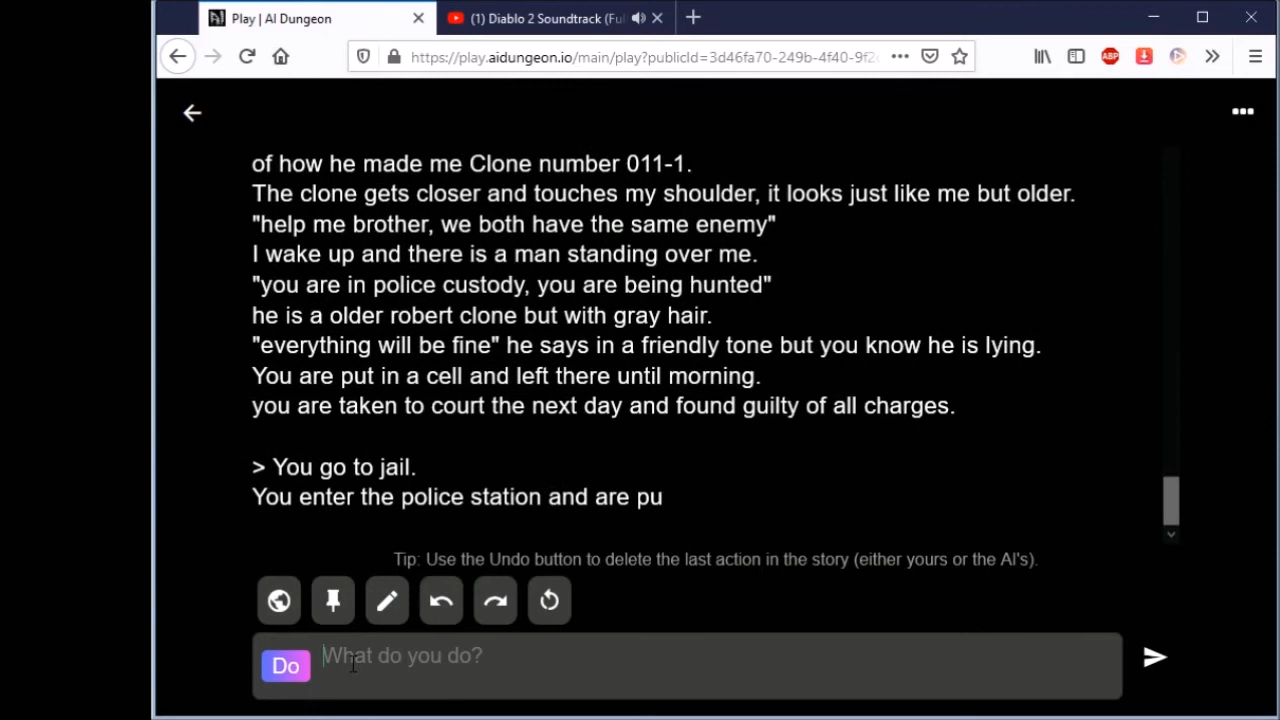 Play | AI Dungeon
(1) Diablo 2 Soundtrack (Ful
https://play.aidungeon.io/main/play?publicId=3d46fa70-249b-4f40-9f2
ABP
of how he made me Clone number 011-1.
The clone gets closer and touches my shoulder, it looks just like me but older.
"help me brother, we both have the same enemy"
I wake up and there is a man standing over me.
"you are in police custody, you are being hunted"
he is a older robert clone but with gray hair.
"everything will be fine" he says in a friendly tone but you know he is lying.
You are put in a cell and left there until morning.
you are taken to court the next day and found guilty of all charges.
> You go to jail.
You enter the police station and are pu
Tip: Use the Undo button to delete the last action in the story (either yours or the AI's).
Do What do you do?